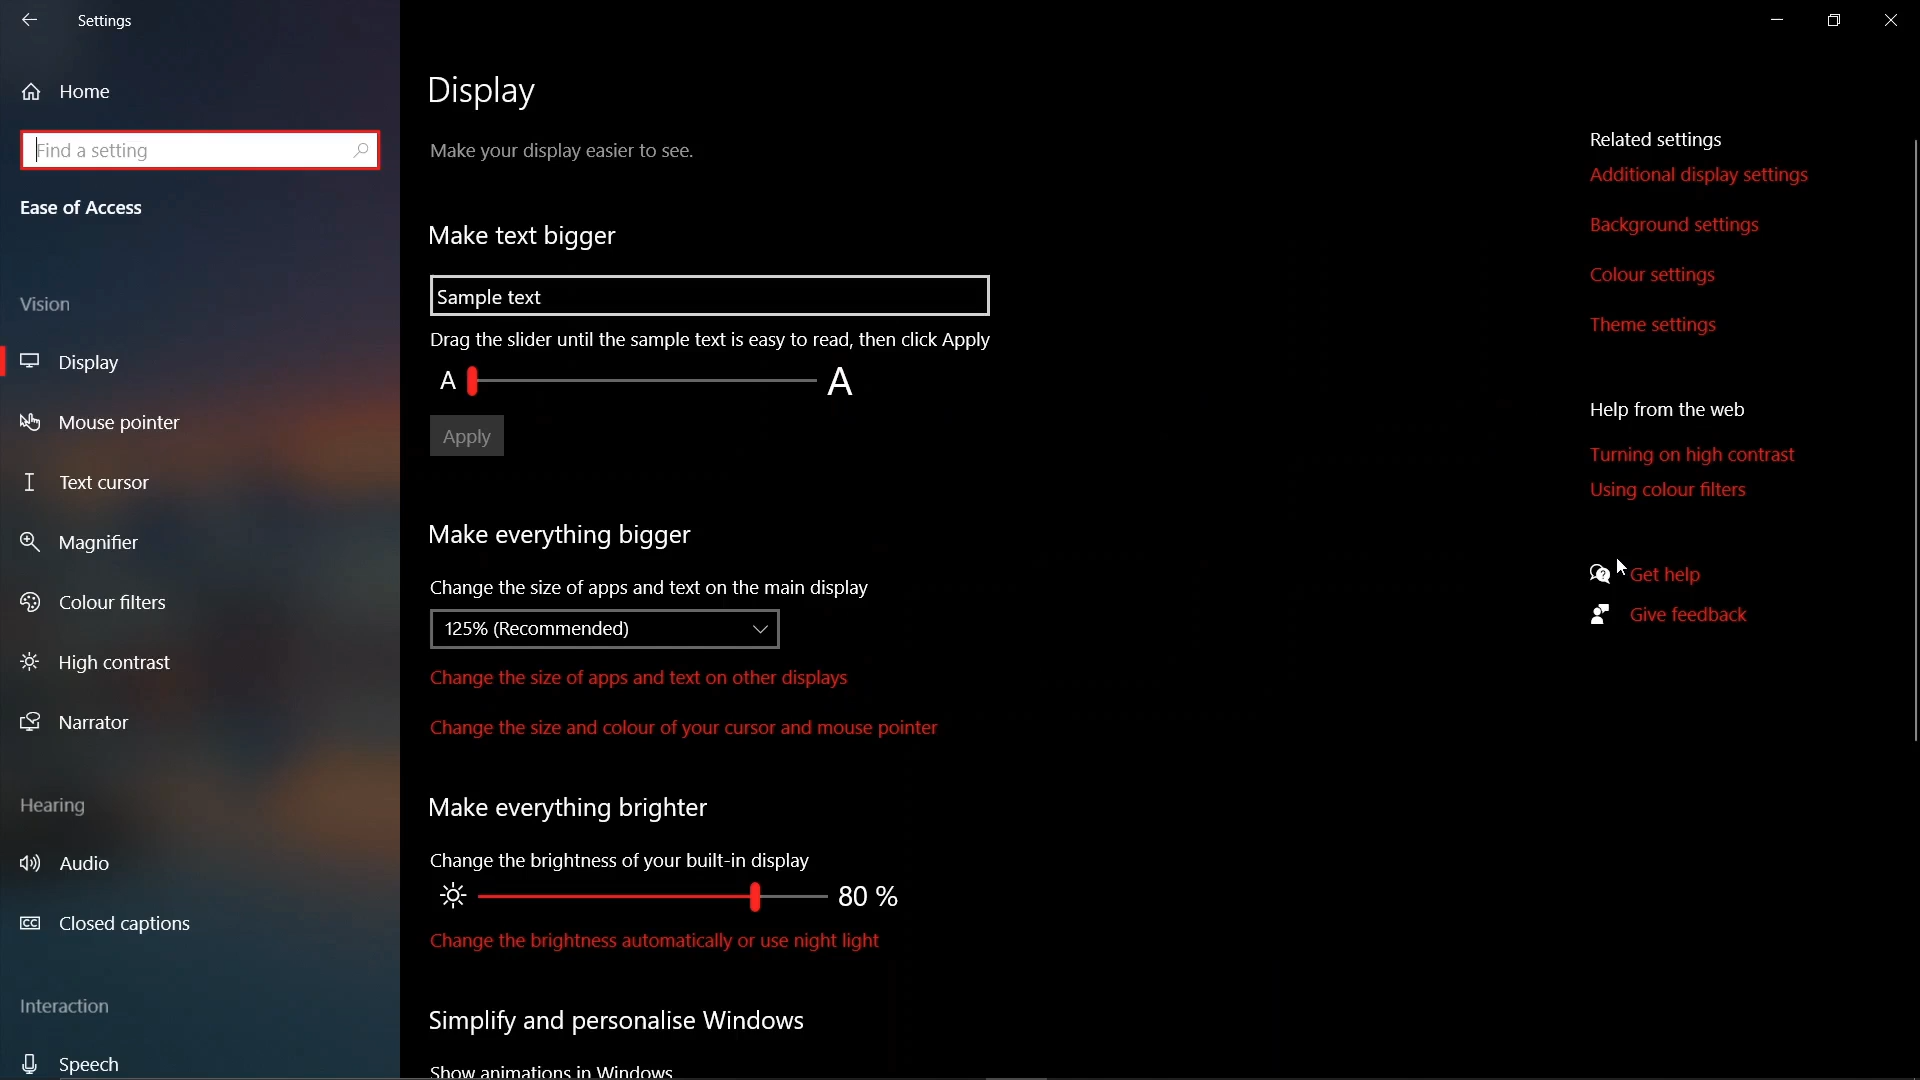 Settings
Home
Find a setting
Ease of Access
Vision
Display
Mouse pointer
Text cursor
Magnifier
Colour filters
High contrast
Narrator
Hearing
Audio
Closed captions
Interaction
Speech
Display
Make your display easier to see.
Make text bigger
Sample text
Drag the slider until the sample text is easy to read, then click Apply
A A
Apply
Make everything bigger
Change the size of apps and text on the main display
125% (Recommended)
Change the size of apps and text on other displays
Change the size and colour of your cursor and mouse pointer
Make everything brighter
Change the brightness of your built-in display
80 %
Change the brightness automatically or use night light
Simplify and personalise Windows
Show animations in Windows
Related settings
Additional display settings
Background settings
Colour settings
Theme settings
Help from the web
Turning on high contrast
Using colour filters
Get help
Give feedback